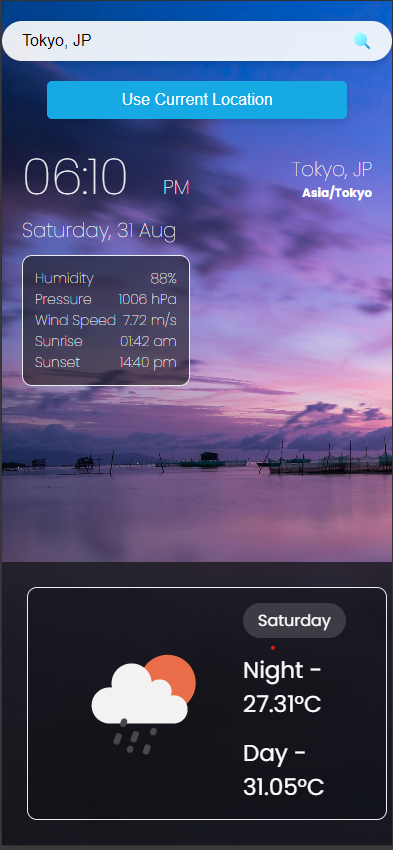 Tokyo, JP
Use Current Location
06:10 PM
Tokyo, JP
Asia/Tokyo
Saturday, 31 Aug
Humidity 88%
Pressure 1006 hPa
Wind Speed 7.72 m/s
Sunrise 01:42 am
Sunset 14:40 pm
Saturday
Night -
27.31°C
Day -
31.05°C